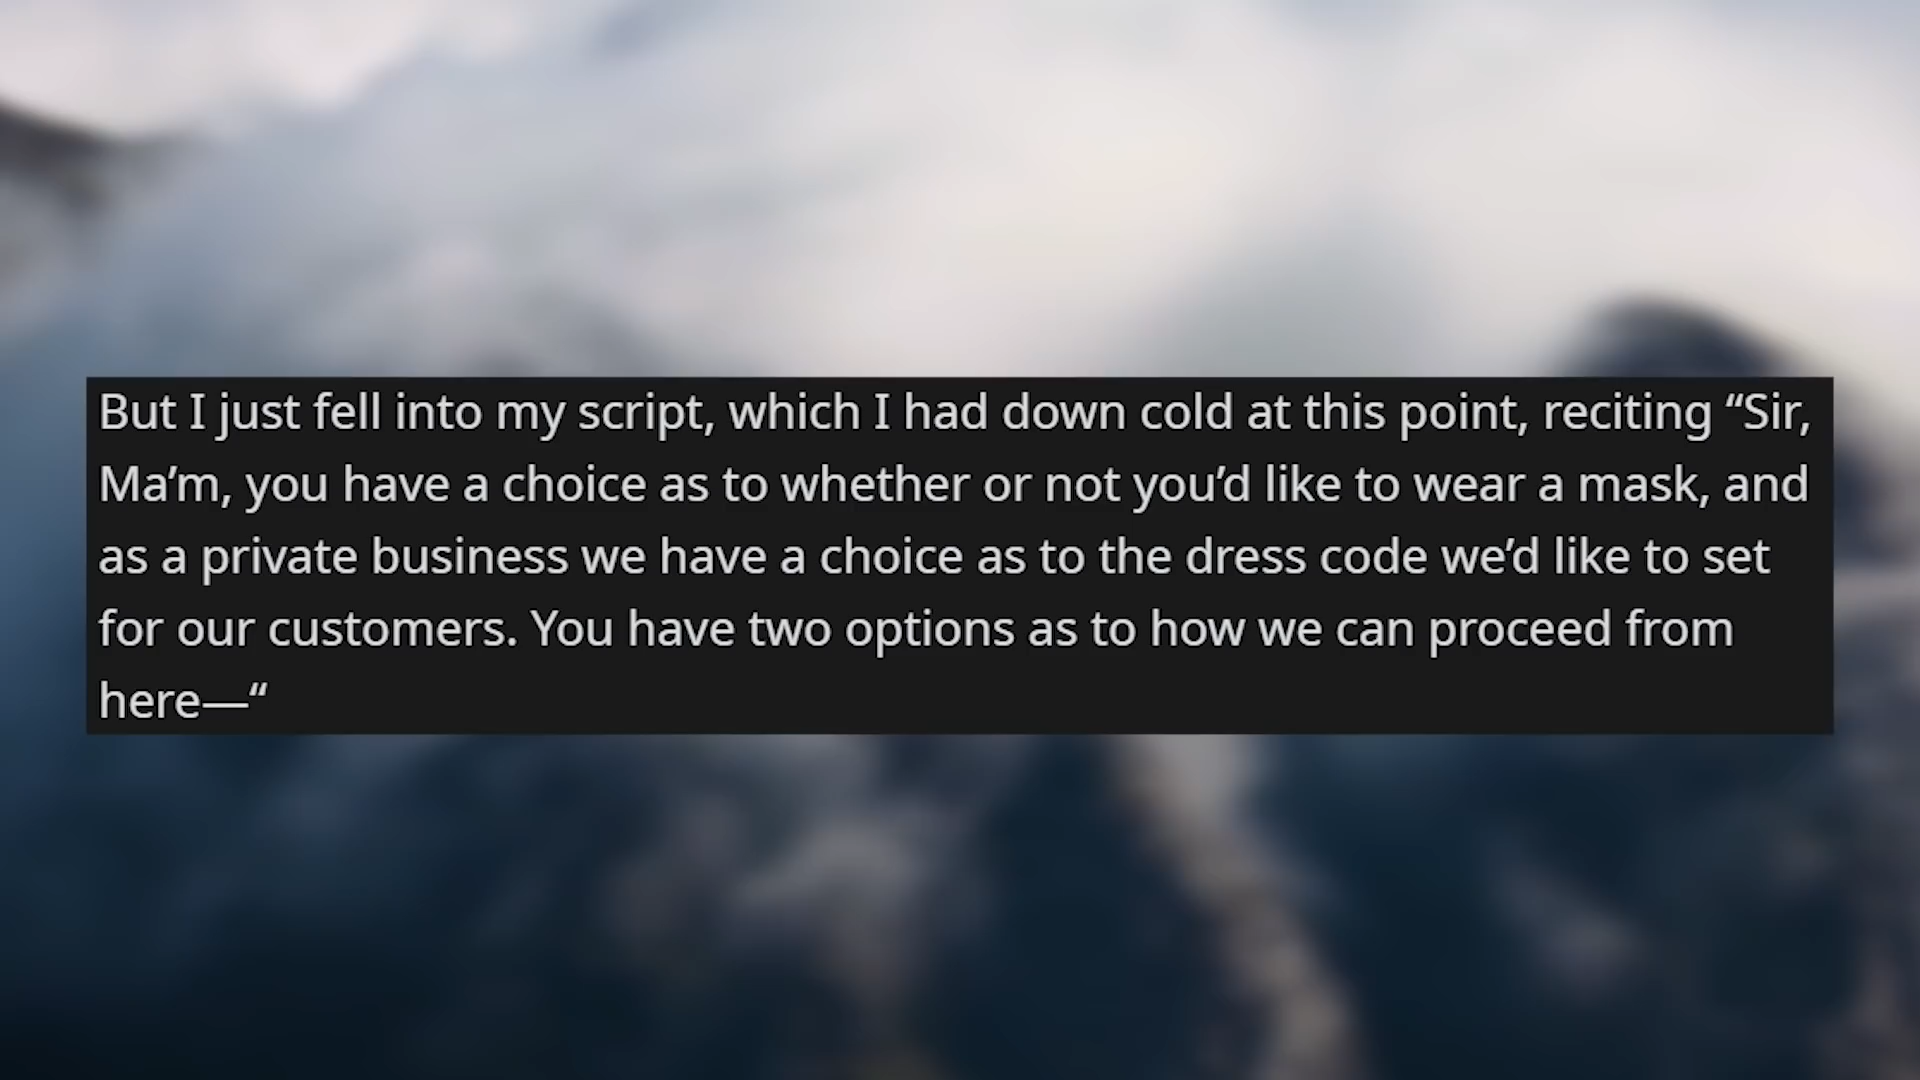 But I just fell into my script, which I had down cold at this point, reciting “Sir,
Ma’m, you have a choice as to whether or not you’d like to wear a mask, and
as a private business we have a choice as to the dress code we’d like to set
for our customers. You have two options as to how we can proceed from
here—“